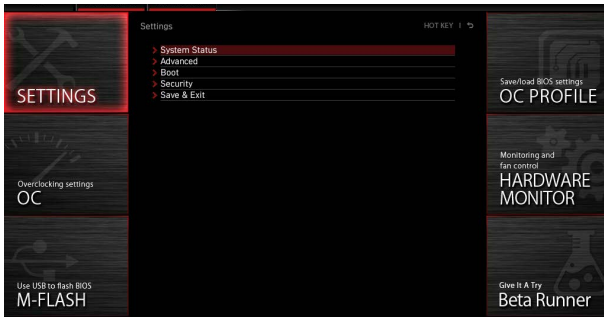 SETTINGS
Overclocking settings
OC
Use USB to flash BIOS
M-FLASH
Settings
HOT KEY |
System Status
Advanced
Boot
Security
Save & Exit
Save/load BIOS settings
OC PROFILE
Monitoring and
fan control
HARDWARE
MONITOR
Give It A Try
Beta Runner